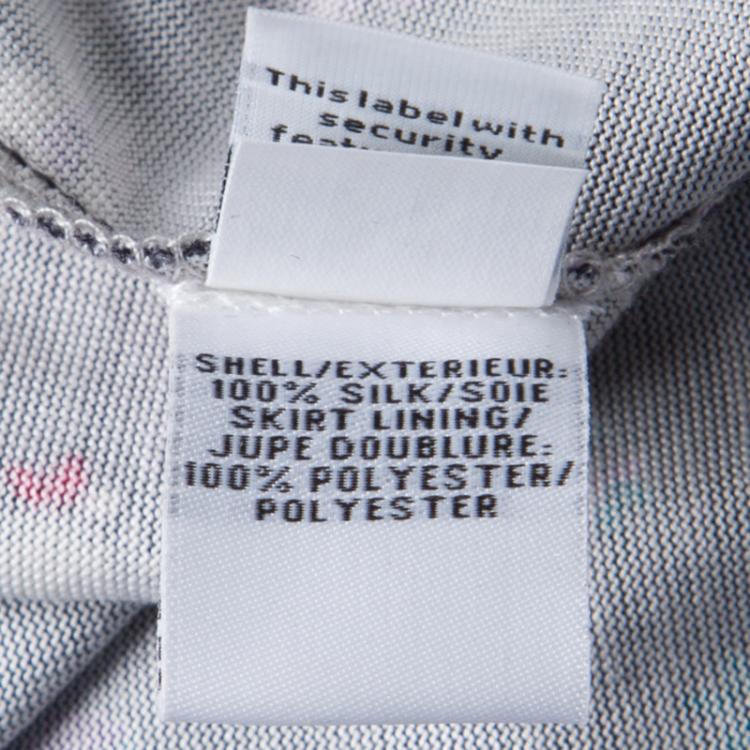 This label with
security
SHELL/EXTERIEUR:
100% SILK/SOIE
SKIRT LINING/
JUPE DOUBLURE:
100% POLYESTER/
POLYESTER